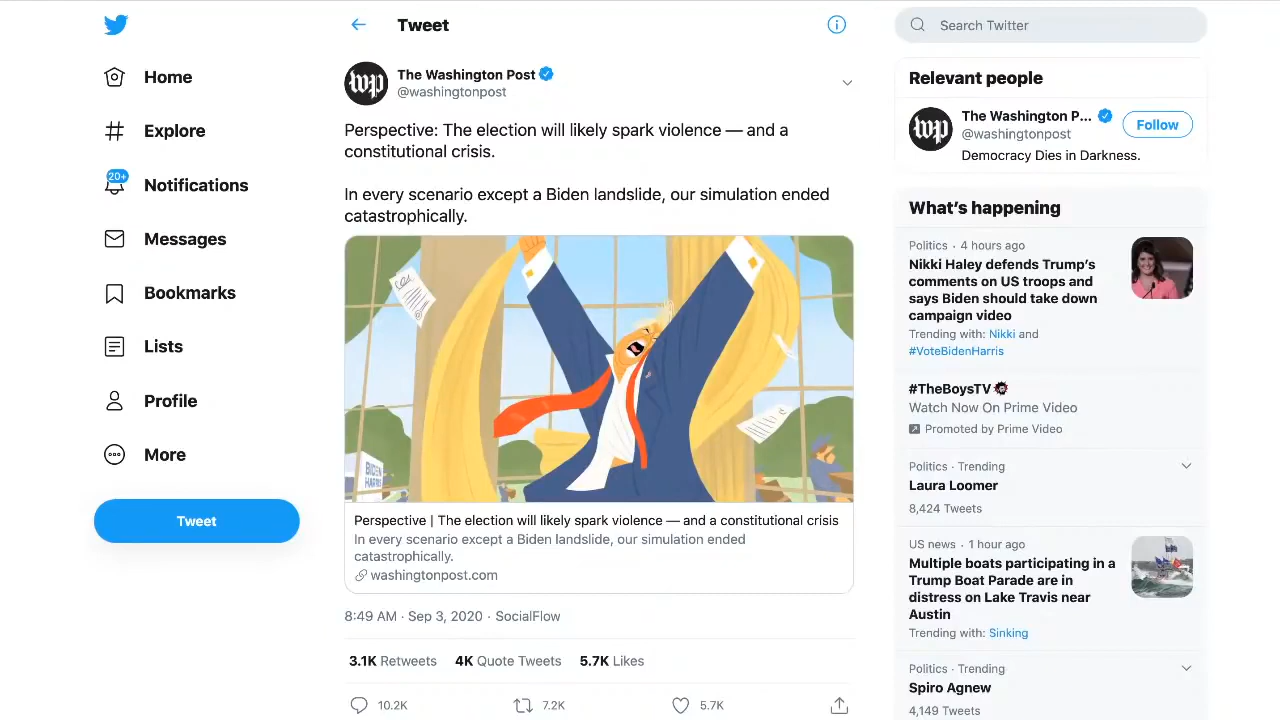 Home
Explore
20+
Notifications
Messages
Bookmarks
Lists
Profile
More
Tweet
Tweet
wp
The Washington Post
@washingtonpost
Perspective: The election will likely spark violence — and a
constitutional crisis.
In every scenario except a Biden landslide, our simulation ended
catastrophically.
BIDEN
HARRIS
Perspective | The election will likely spark violence — and a constitutional crisis
In every scenario except a Biden landslide, our simulation ended
catastrophically.
washingtonpost.com
8:49 AM · Sep 3, 2020 · SocialFlow
3.1K Retweets 4K Quote Tweets 5.7K Likes
10.2K 7.2K 5.7K
Search Twitter
Relevant people
wp
The Washington P...
@washingtonpost
Follow
Democracy Dies in Darkness.
What's happening
Politics · 4 hours ago
Nikki Haley defends Trump's
comments on US troops and
says Biden should take down
campaign video
Trending with: Nikki and
#VoteBidenHarris
#TheBoysTV
Watch Now On Prime Video
Promoted by Prime Video
Politics · Trending
Laura Loomer
8,424 Tweets
US news · 1 hour ago
Multiple boats participating in a
Trump Boat Parade are in
distress on Lake Travis near
Austin
Trending with: Sinking
Politics · Trending
Spiro Agnew
4,149 Tweets